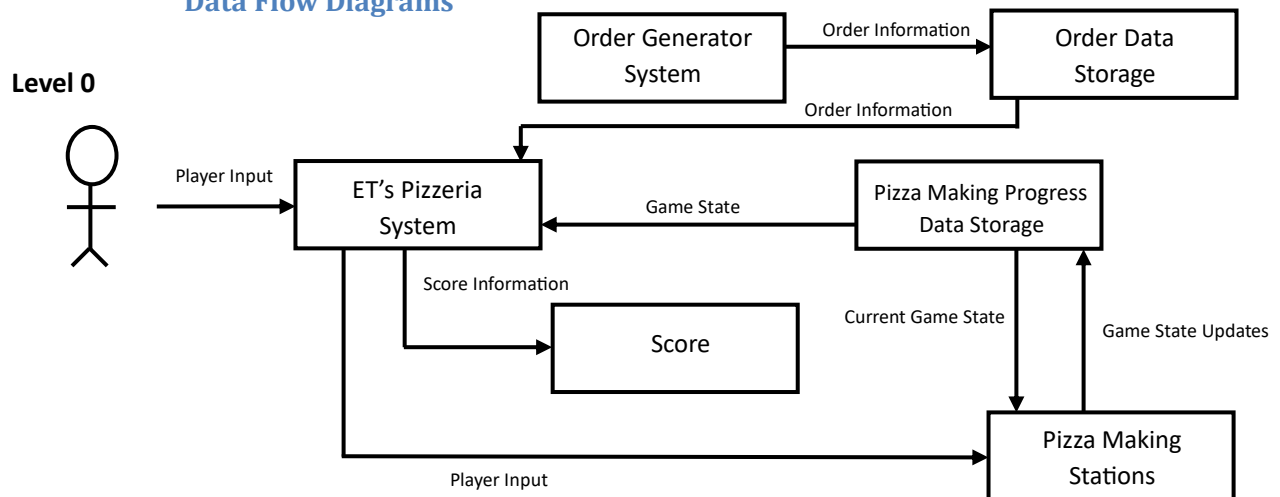 Data Flow Diagrams
Level 0
Order Generator
System
Order Information
Order Data
Storage
Order Information
Player Input
ET’s Pizzeria
System
Game State
Pizza Making Progress
Data Storage
Score Information
Score
Current Game State
Game State Updates
Player Input
Pizza Making
Stations